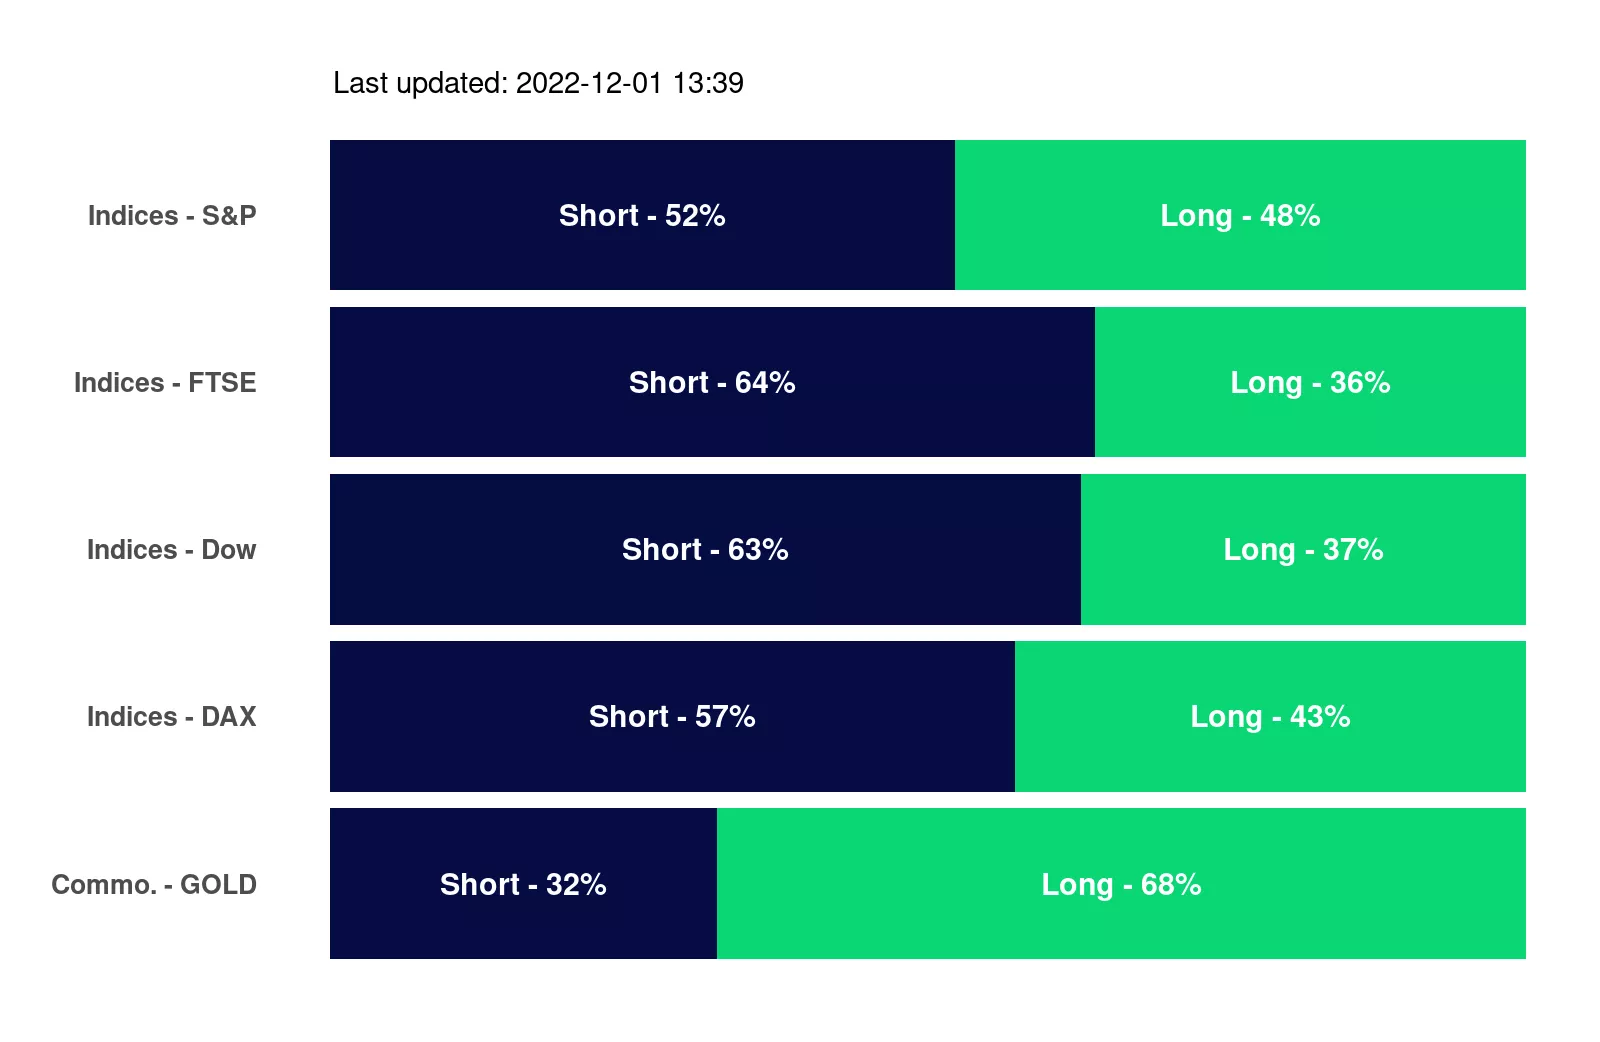 Last updated: 2022-12-01 13:39
Indices - S&P Short - 52% Long - 48%
Indices - FTSE Short - 64% Long - 36%
Indices - Dow Short - 63% Long - 37%
Indices - DAX Short - 57% Long - 43%
Commo. - GOLD Short - 32% Long - 68%